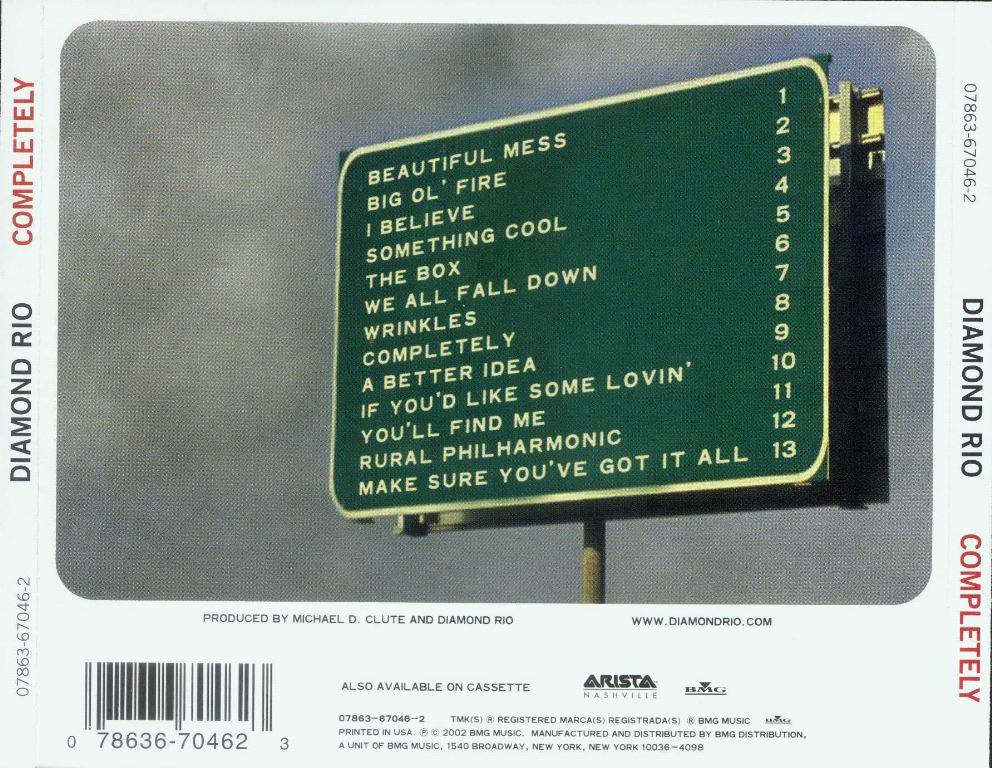 COMPLETELY
DIAMOND RIO
07863-67046-2
BEAUTIFUL MESS 1
BIG OL' FIRE 2
I BELIEVE 3
SOMETHING COOL 4
THE BOX 5
WE ALL FALL DOWN 6
WRINKLES 7
COMPLETELY 8
A BETTER IDEA 9
IF YOU'D LIKE SOME LOVIN' 10
YOU'LL FIND ME 11
RURAL PHILHARMONIC 12
MAKE SURE YOU'VE GOT IT ALL 13
07863-67046-2
DIAMOND RIO
COMPLETELY
PRODUCED BY MICHAEL D. CLUTE AND DIAMOND RIO
WWW.DIAMONDRIO.COM
0 78636-70462 3
ALSO AVAILABLE ON CASSETTE
ARISTA
NASHVILLE
BMG
07863-67046-2 TMK(S) ® REGISTERED MARCA(S) REGISTRADA(S) ® BMG MUSIC BMG
PRINTED IN USA. ℗ © 2002 BMG MUSIC. MANUFACTURED AND DISTRIBUTED BY BMG DISTRIBUTION,
A UNIT OF BMG MUSIC, 1540 BROADWAY, NEW YORK, NEW YORK 10036-4098